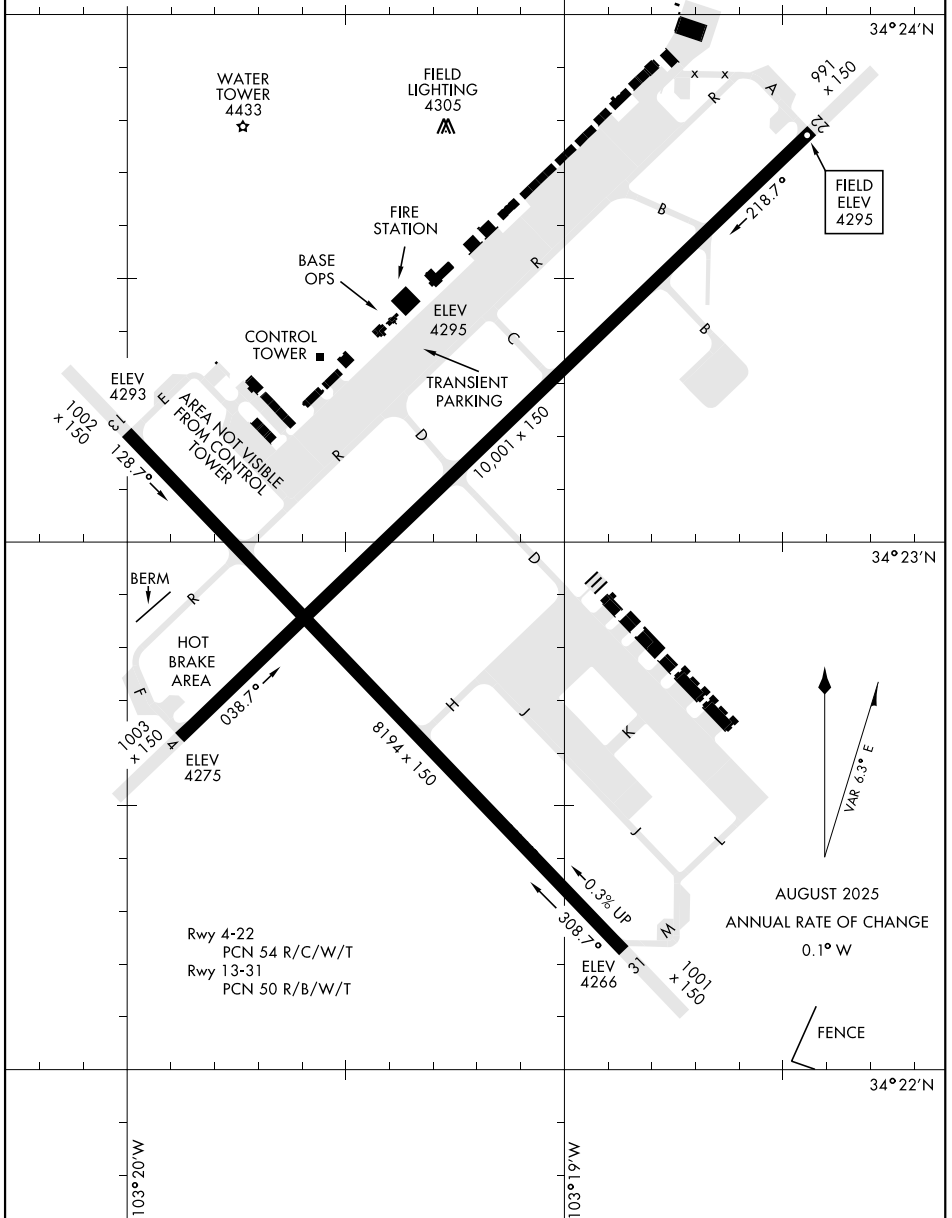 34°24'N
WATER
TOWER
4433
FIELD
LIGHTING
4305
X X
R
A
991
x 150
22
FIELD
ELEV
4295
218.7°
B
FIRE
STATION
BASE
OPS
R
ELEV
4295
B
CONTROL
TOWER
C
TRANSIENT
PARKING
ELEV
4293
E
AREA NOT VISIBLE
FROM CONTROL
TOWER
1002
x 150
13
128.7°
R
D
10,001 x 150
34°23'N
D
BERM
R
HOT
BRAKE
AREA
F
038.7°
1003
x 150
4
ELEV
4275
H
J
K
8194 x 150
VAR 6.3° E
J
L
0.3% UP
308.7°
M
ELEV
4266
31
1001
x 150
AUGUST 2025
ANNUAL RATE OF CHANGE
0.1° W
Rwy 4-22
PCN 54 R/C/W/T
Rwy 13-31
PCN 50 R/B/W/T
FENCE
34°22'N
103°20'W
103°19'W